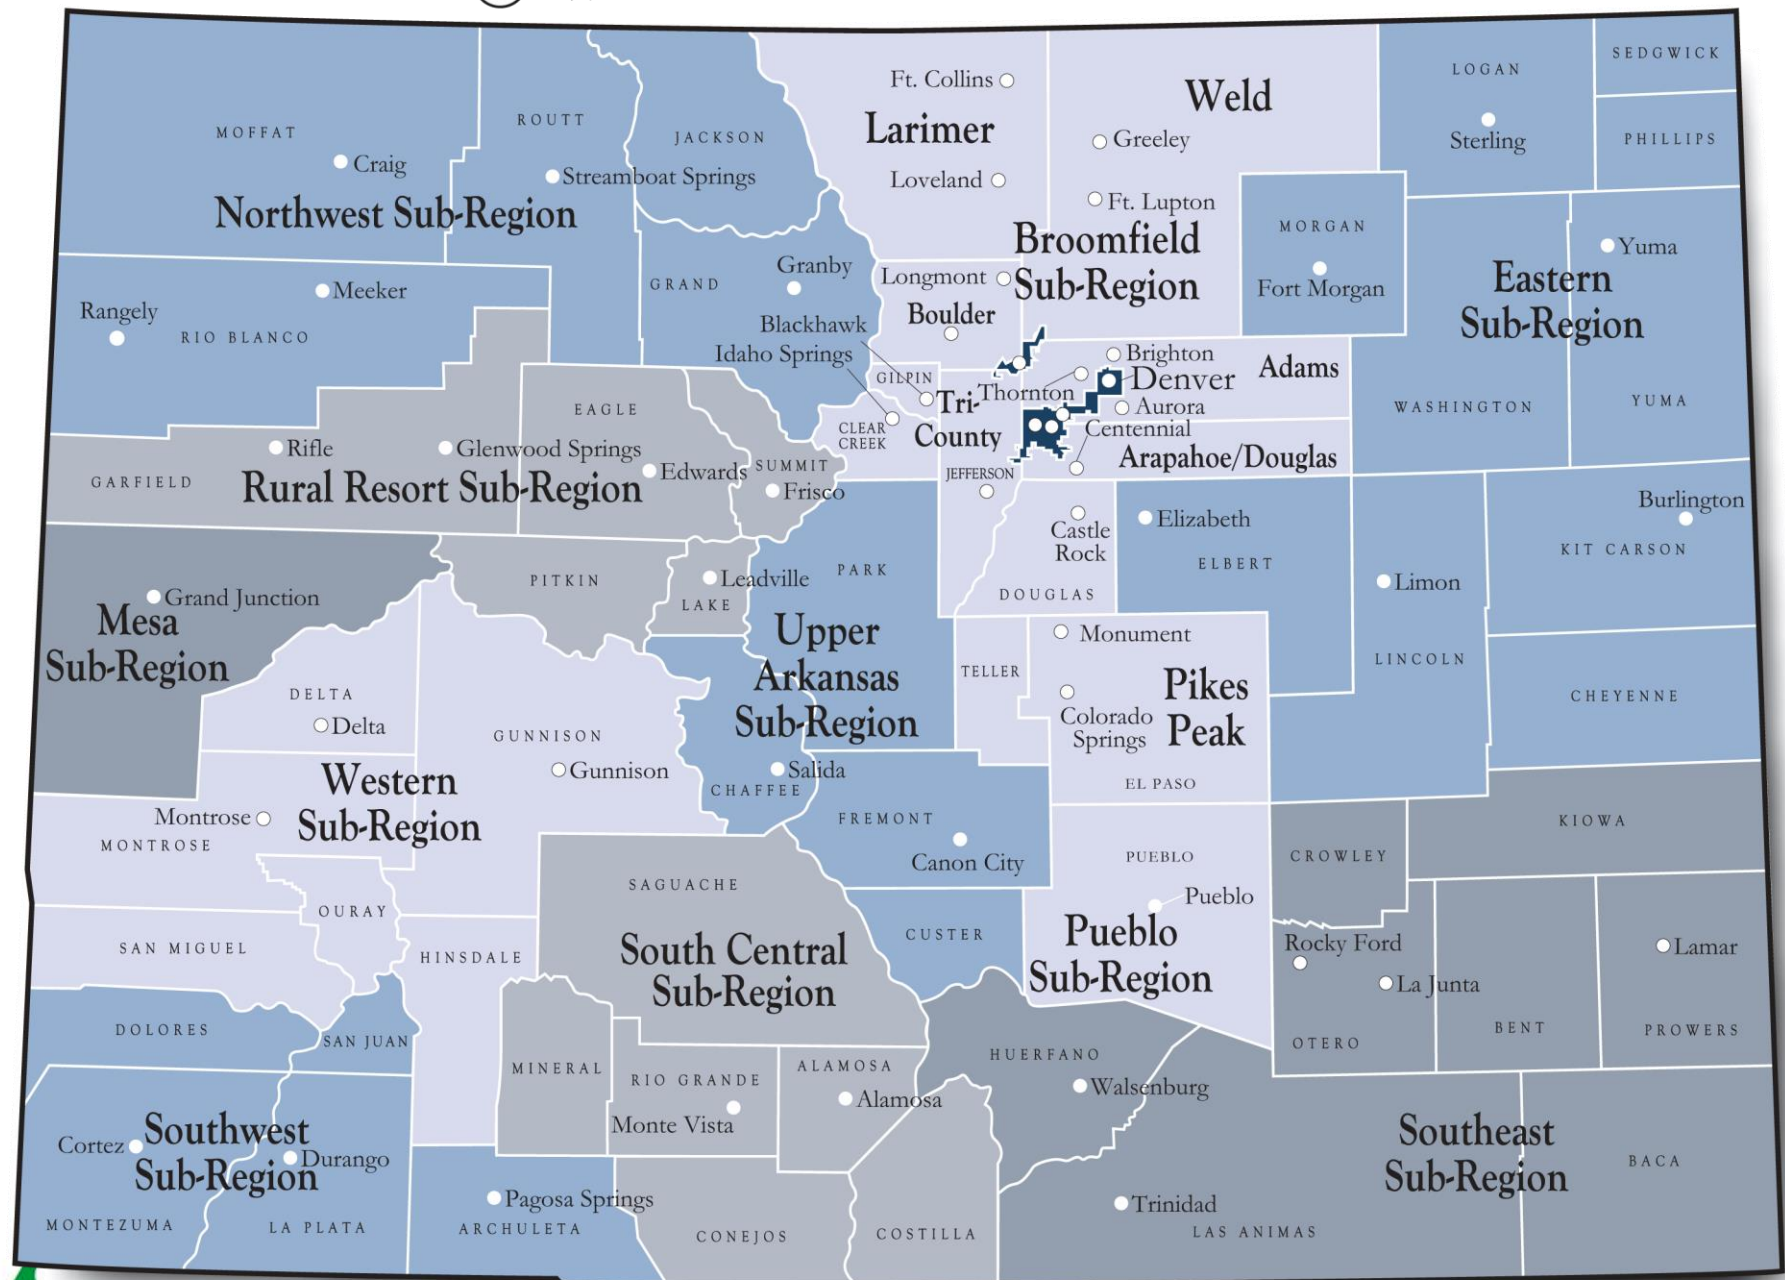 MOFFAT
Craig
ROUTT
Streamboat Springs
JACKSON
Northwest Sub-Region
GRAND
Granby
Rangely
Meeker
RIO BLANCO
Ft. Collins
Larimer
Loveland
Weld
Greeley
Ft. Lupton
Broomfield
Sub-Region
LOGAN
Sterling
SEDGWICK
PHILLIPS
MORGAN
Fort Morgan
Yuma
Eastern
Sub-Region
WASHINGTON
YUMA
Longmont
Boulder
Blackhawk
Idaho Springs
GILPIN
CLEAR
CREEK
Tri-
County
JEFFERSON
Thornton
Brighton
Denver
Aurora
Adams
Centennial
Arapahoe/Douglas
EAGLE
Rifle
Glenwood Springs
Edwards
SUMMIT
Frisco
GARFIELD
Rural Resort Sub-Region
Castle
Rock
DOUGLAS
Elizabeth
ELBERT
Limon
LINCOLN
Burlington
KIT CARSON
CHEYENNE
Grand Junction
Mesa
Sub-Region
PITKIN
Leadville
LAKE
PARK
Upper
Arkansas
Sub-Region
TELLER
Monument
Colorado
Springs
Pikes
Peak
EL PASO
DELTA
Delta
GUNNISON
Gunnison
Western
Sub-Region
Montrose
MONTROSE
OURAY
SAN MIGUEL
HINSDALE
Salida
CHAFFEE
FREMONT
Canon City
CUSTER
PUEBLO
Pueblo
Pueblo
Sub-Region
KIOWA
CROWLEY
Rocky Ford
La Junta
Lamar
OTERO
BENT
PROWERS
SAGUACHE
South Central
Sub-Region
DOLORES
SAN JUAN
MINERAL
RIO GRANDE
Monte Vista
ALAMOSA
Alamosa
HUERFANO
Walsenburg
Cortez
Southwest
Sub-Region
Durango
MONTEZUMA
LA PLATA
Pagosa Springs
ARCHULETA
CONEJOS
COSTILLA
Trinidad
LAS ANIMAS
Southeast
Sub-Region
BACA